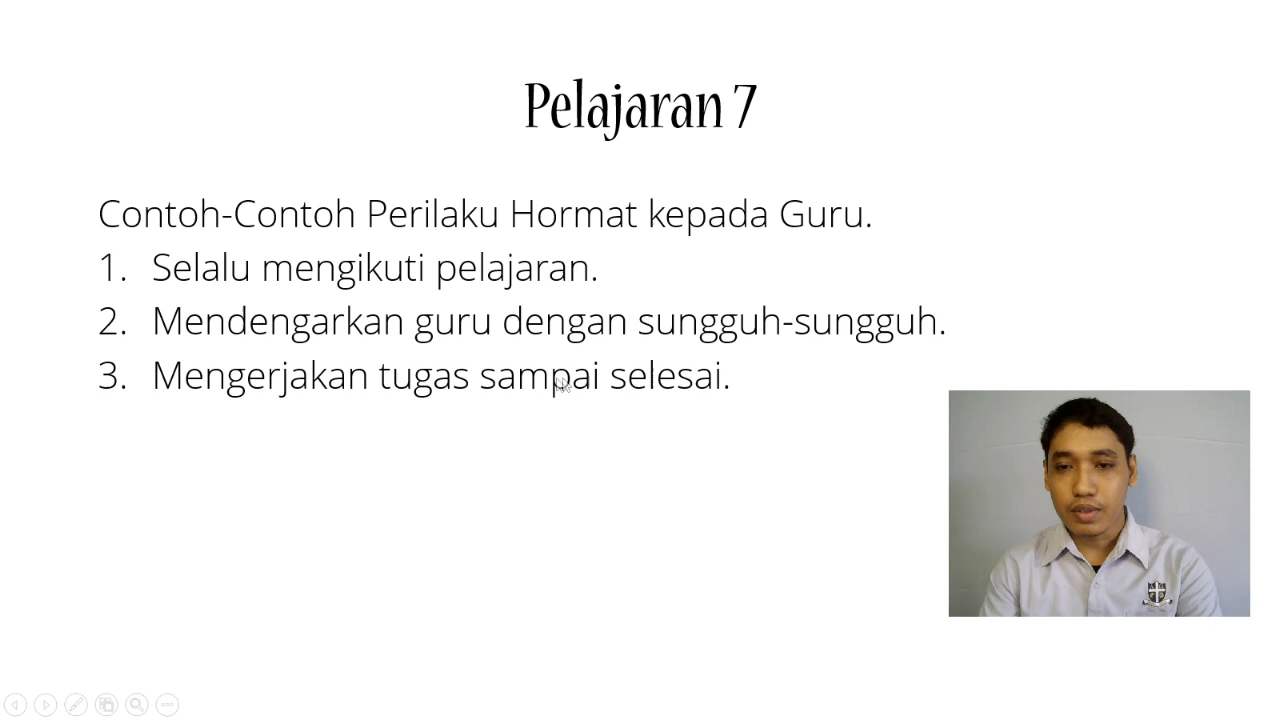 Pelajaran 7
Contoh-Contoh Perilaku Hormat kepada Guru.
1. Selalu mengikuti pelajaran.
2. Mendengarkan guru dengan sungguh-sungguh.
3. Mengerjakan tugas sampai selesai.